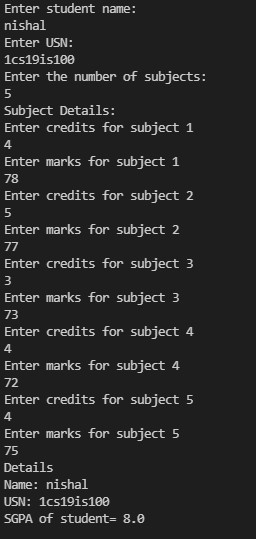 Enter student name:
nishal
Enter USN:
1cs19is100
Enter the number of subjects:
5
Subject Details:
Enter credits for subject 1
4
Enter marks for subject 1
78
Enter credits for subject 2
5
Enter marks for subject 2
77
Enter credits for subject 3
3
Enter marks for subject 3
73
Enter credits for subject 4
4
Enter marks for subject 4
72
Enter credits for subject 5
4
Enter marks for subject 5
75
Details
Name: nishal
USN: 1cs19is100
SGPA of student= 8.0